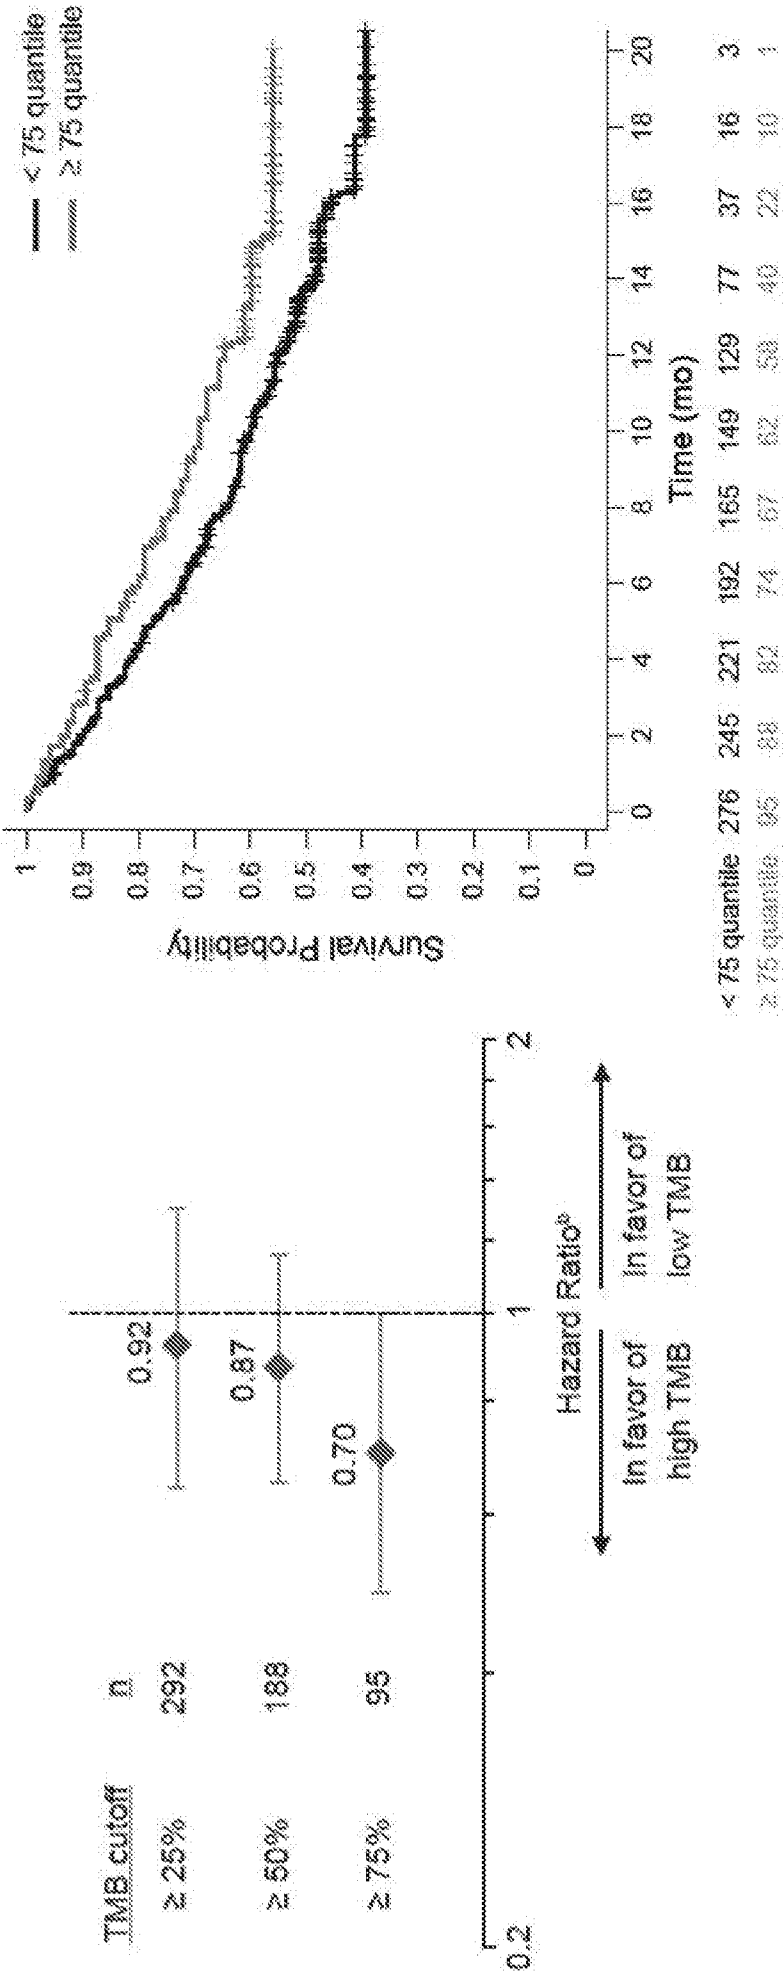 TMB cutoff n
≥ 25% 292 0.92
≥ 50% 188 0.87
≥ 75% 95 0.70
0.2 1 2
Hazard Ratioᵇ
In favor of
high TMB
In favor of
low TMB
< 75 quantile
≥ 75 quantile
Survival Probability
1
0.9
0.8
0.7
0.6
0.5
0.4
0.3
0.2
0.1
0
0 2 4 6 8 10 12 14 16 18 20
Time (mo)
< 75 quantile 276 245 221 192 165 149 129 77 37 16 3
≥ 75 quantile 95 88 82 74 67 62 58 40 22 10 1